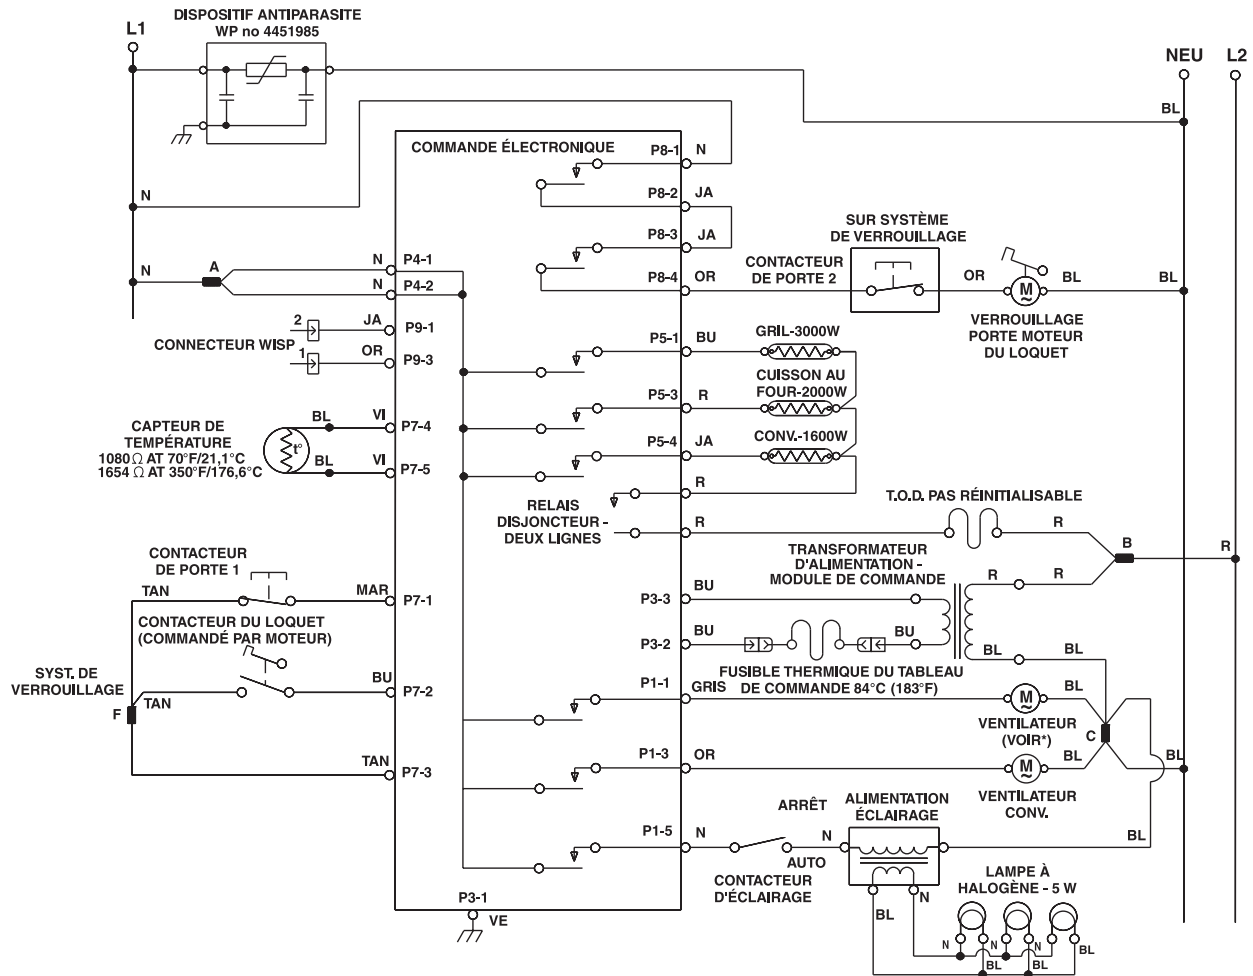 DISPOSITIF ANTIPARASITE
WP no 4451985
L1
NEU
L2
BL
COMMANDE ÉLECTRONIQUE
P8-1
N
P8-2
JA
N
P8-3
JA
SUR SYSTÈME
DE VERROUILLAGE
N
A
N
P4-1
N
P4-2
P8-4
OR
CONTACTEUR
DE PORTE 2
OR
M
~
BL
BL
VERROUILLAGE
PORTE MOTEUR
DU LOQUET
CONNECTEUR WISP
2
JA
P9-1
1
OR
P9-3
P5-1
BU
GRIL-3000W
CUISSON AU
FOUR-2000W
P5-3
R
CAPTEUR DE
TEMPÉRATURE
1080 Ω AT 70°F/21,1°C
1654 Ω AT 350°F/176,6°C
t°
BL
VI
P7-4
BL
VI
P7-5
P5-4
JA
CONV.-1600W
R
RELAIS
DISJONCTEUR -
DEUX LIGNES
R
T.O.D. PAS RÉINITIALISABLE
R
B
R
TRANSFORMATEUR
D'ALIMENTATION -
MODULE DE COMMANDE
R
R
CONTACTEUR
DE PORTE 1
TAN
MAR
P7-1
P3-3
BU
CONTACTEUR DU LOQUET
(COMMANDÉ PAR MOTEUR)
P3-2
BU
BU
BL
BL
FUSIBLE THERMIQUE DU TABLEAU
DE COMMANDE 84°C (183°F)
SYST. DE
VERROUILLAGE
F
TAN
BU
P7-2
P1-1
GRIS
M
~
BL
VENTILATEUR
(VOIR*)
C
TAN
P7-3
P1-3
OR
M
~
BL
BL
VENTILATEUR
CONV.
ARRÊT
ALIMENTATION
ÉCLAIRAGE
P1-5
N
N
AUTO
BL
CONTACTEUR
D'ÉCLAIRAGE
LAMPE À
HALOGÈNE - 5 W
P3-1
VE
BL
N
N
N
N
BL
BL
BL